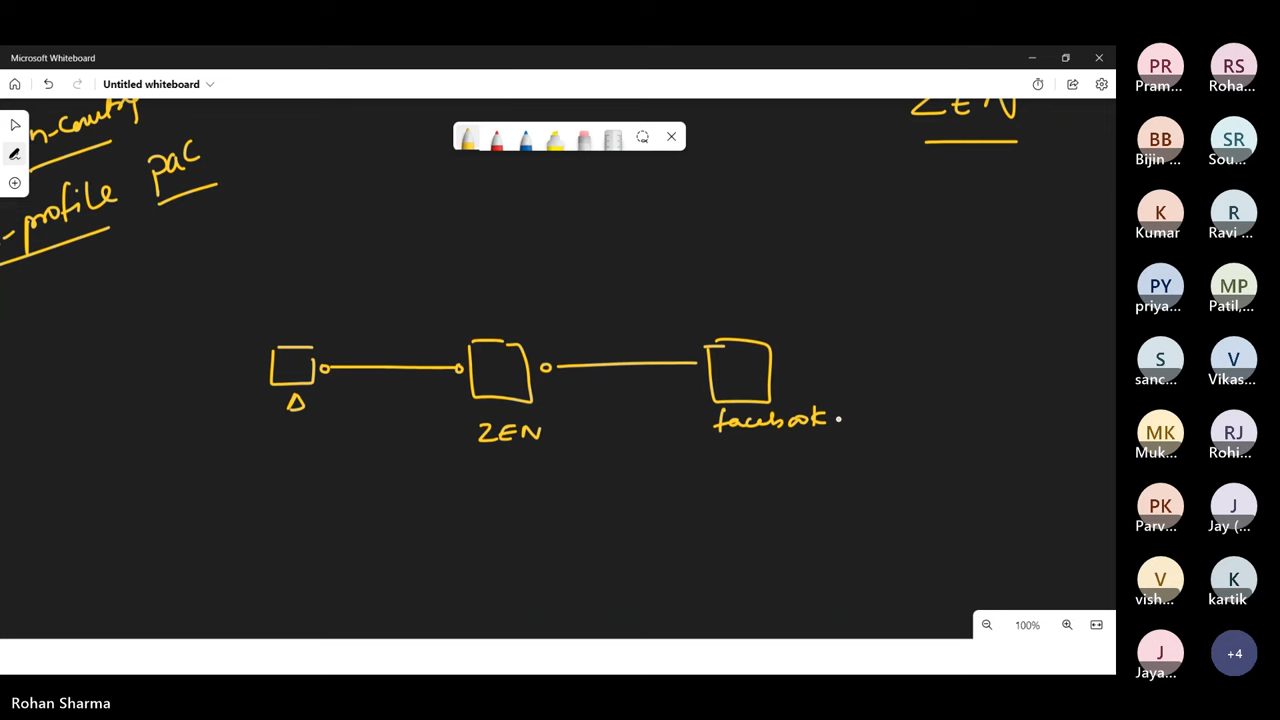 Microsoft Whiteboard
Untitled whiteboard
n-country
ZEN
pac
-profile
ZEN
facebook
100%
PR
Pram...
RS
Roha...
BB
Bijin ...
SR
Sou...
K
Kumar
R
Ravi ...
PY
priya...
MP
Patil,...
S
sanc...
V
Vikas...
MK
Muk...
RJ
Rohi...
PK
Parv...
J
Jay (...
V
vish...
K
kartik
J
Jaya...
+4
Rohan Sharma